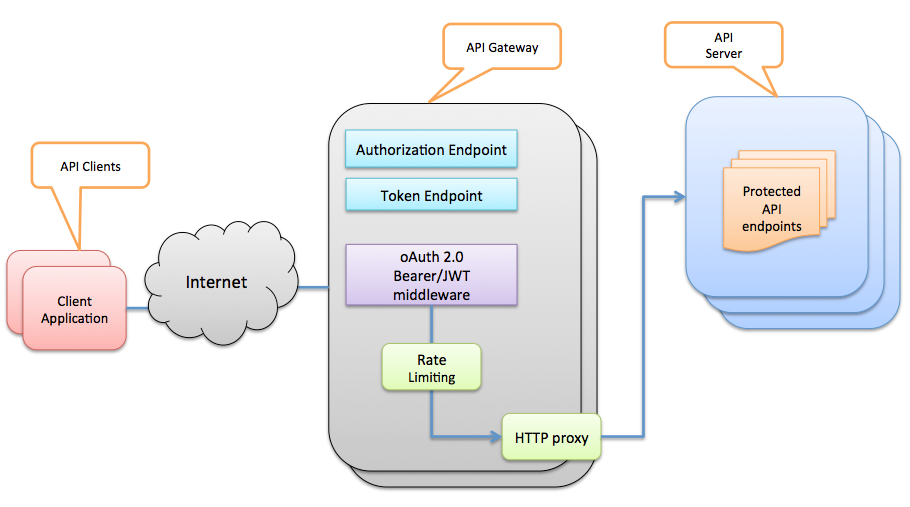 API Clients
Client
Application
Internet
API Gateway
Authorization Endpoint
Token Endpoint
oAuth 2.0
Bearer/JWT
middleware
Rate
Limiting
HTTP proxy
API
Server
Protected
API
endpoints